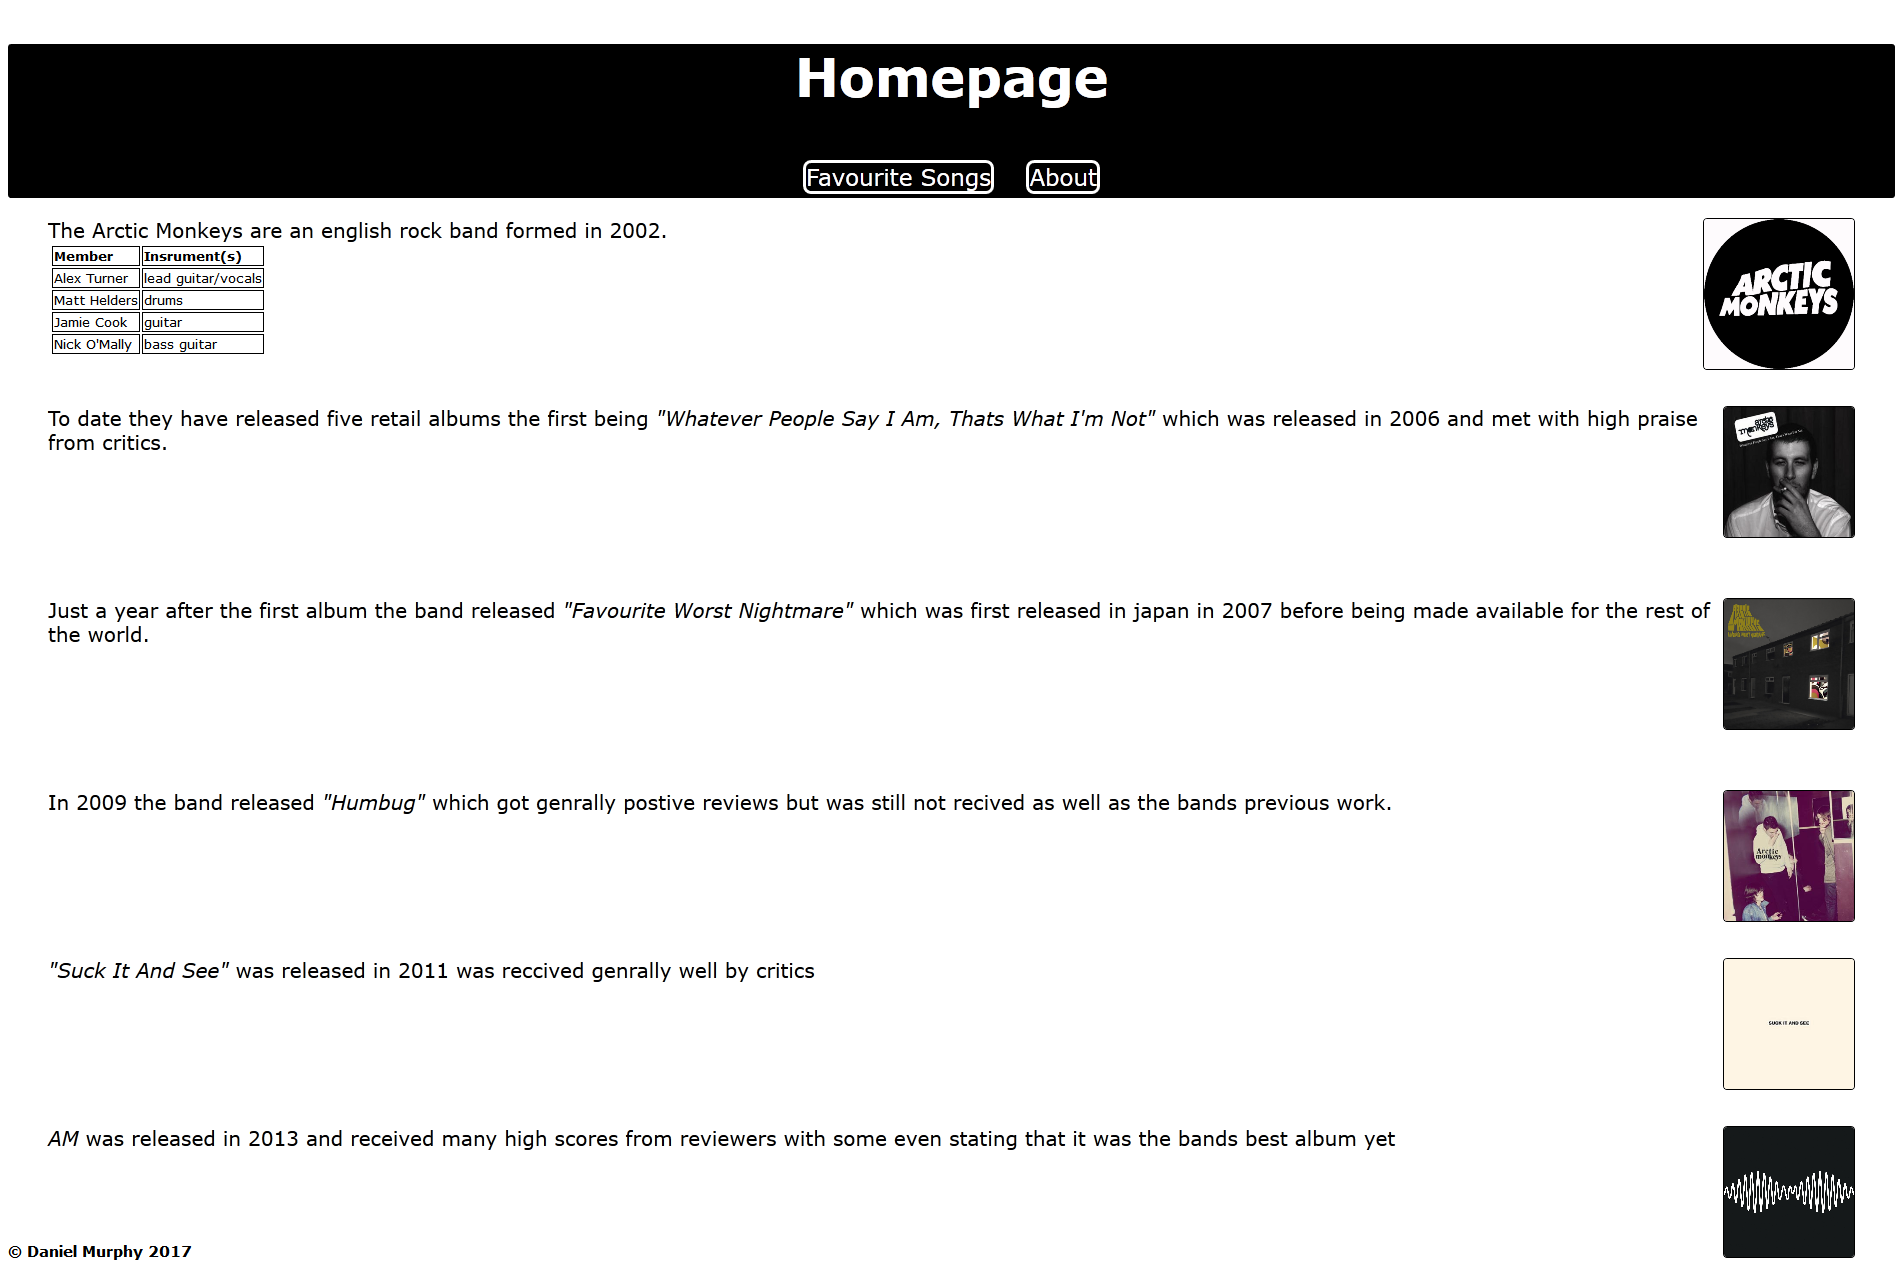 Homepage
Favourite Songs About
The Arctic Monkeys are an english rock band formed in 2002.
Member Insrument(s)
Alex Turner lead guitar/vocals
Matt Helders drums
Jamie Cook guitar
Nick O'Mally bass guitar
ARCTIC
MONKEYS
To date they have released five retail albums the first being "Whatever People Say I Am, Thats What I'm Not" which was released in 2006 and met with high praise
from critics.
arctic
monkeys
Just a year after the first album the band released "Favourite Worst Nightmare" which was first released in japan in 2007 before being made available for the rest of
the world.
In 2009 the band released "Humbug" which got genrally postive reviews but was still not recived as well as the bands previous work.
Arctic
monkeys
"Suck It And See" was released in 2011 was reccived genrally well by critics
SUCK IT AND SEE
AM was released in 2013 and received many high scores from reviewers with some even stating that it was the bands best album yet
© Daniel Murphy 2017